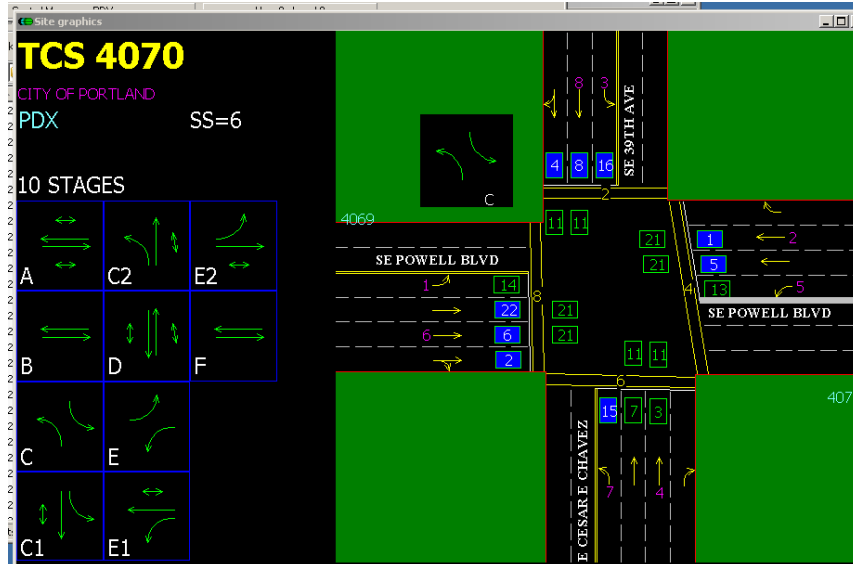 Site graphics
TCS 4070
CITY OF PORTLAND
PDX SS=6
10 STAGES
A C2 E2
B D F
C E
C1 E1
C
8 3
SE 39TH AVE
4 8 16
2
4069
11 11
21
1 2
SE POWELL BLVD
21
5
1 14
8
4
13 5
22
21
SE POWELL BLVD
6 6
21
2
11 11
6
407
15 7 3
E CESAR E CHAVEZ
7 4